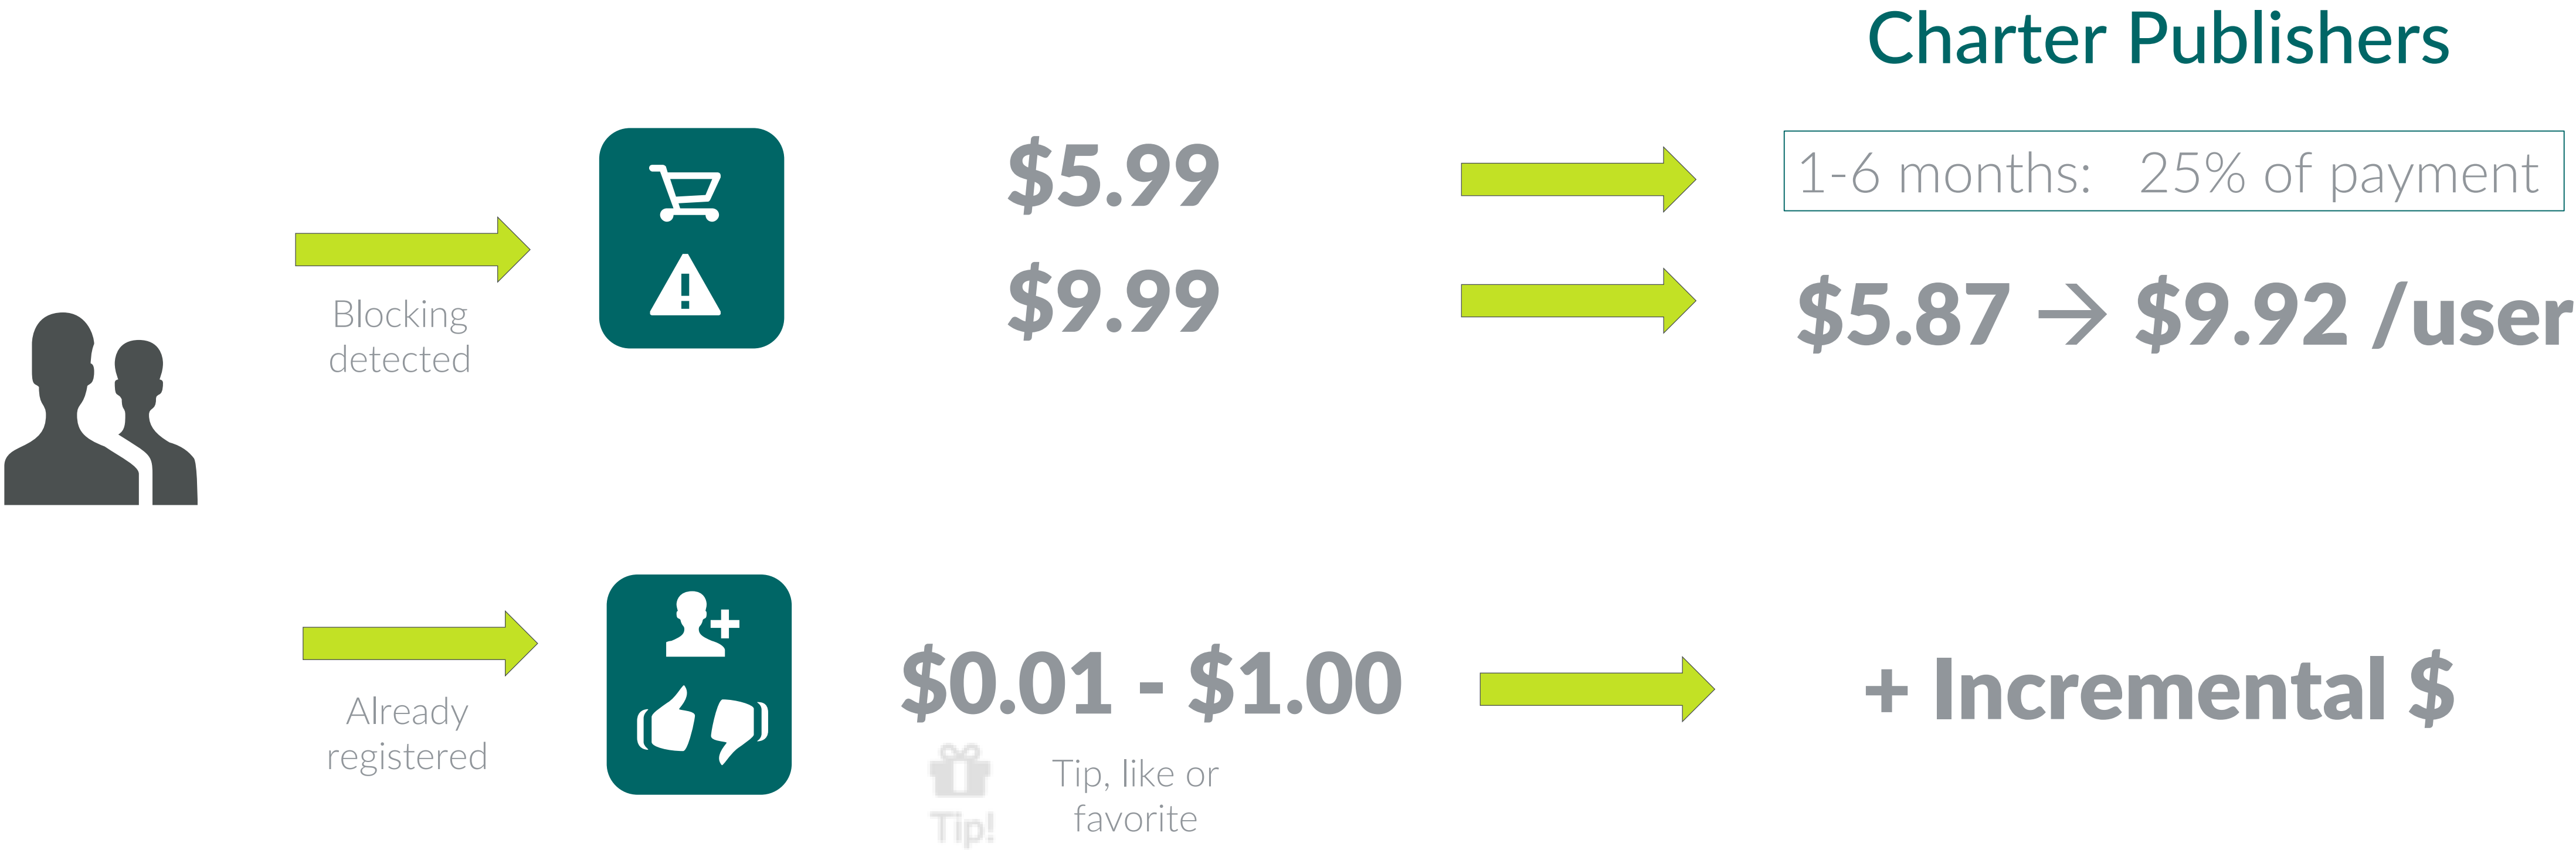 Charter Publishers
$5.99
1-6 months: 25% of payment
Blocking
detected
$9.99
$5.87 → $9.92 /user
Already
registered
$0.01 - $1.00
+ Incremental $
Tip!
Tip, like or
favorite